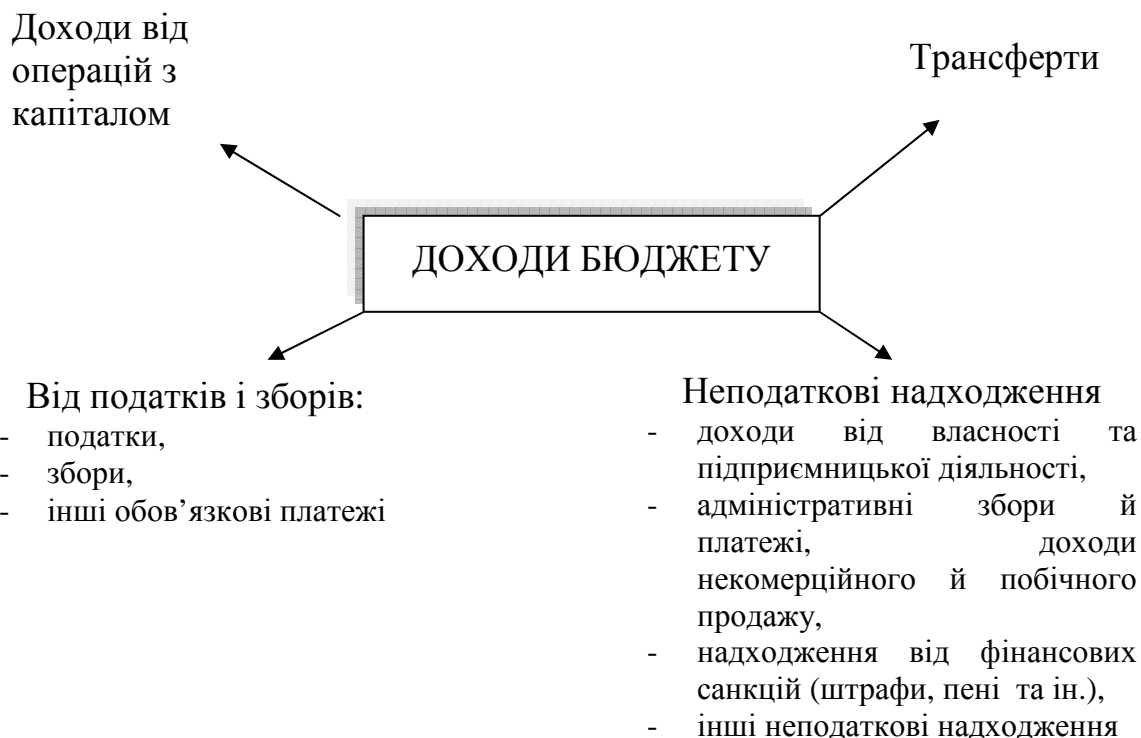 Доходи від
операцій з
капіталом
Трансферти
ДОХОДИ БЮДЖЕТУ
Від податків і зборів:
- податки,
- збори,
- інші обов’язкові платежі
Неподаткові надходження
- доходи від власності та
підприємницької діяльності,
- адміністративні збори й
платежі, доходи
некомерційного й побічного
продажу,
- надходження від фінансових
санкцій (штрафи, пені та ін.),
- інші неподаткові надходження